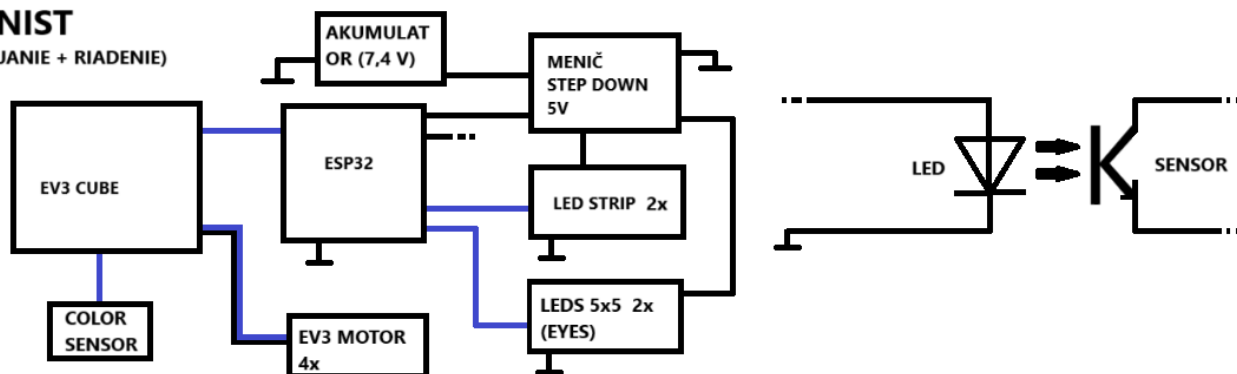 NIST
JANIE + RIADENIE)
AKUMULAT
OR (7,4 V)
MENIČ
STEP DOWN
5V
EV3 CUBE
ESP32
LED STRIP 2x
LEDS 5x5 2x
(EYES)
COLOR
SENSOR
EV3 MOTOR
4x
LED
SENSOR